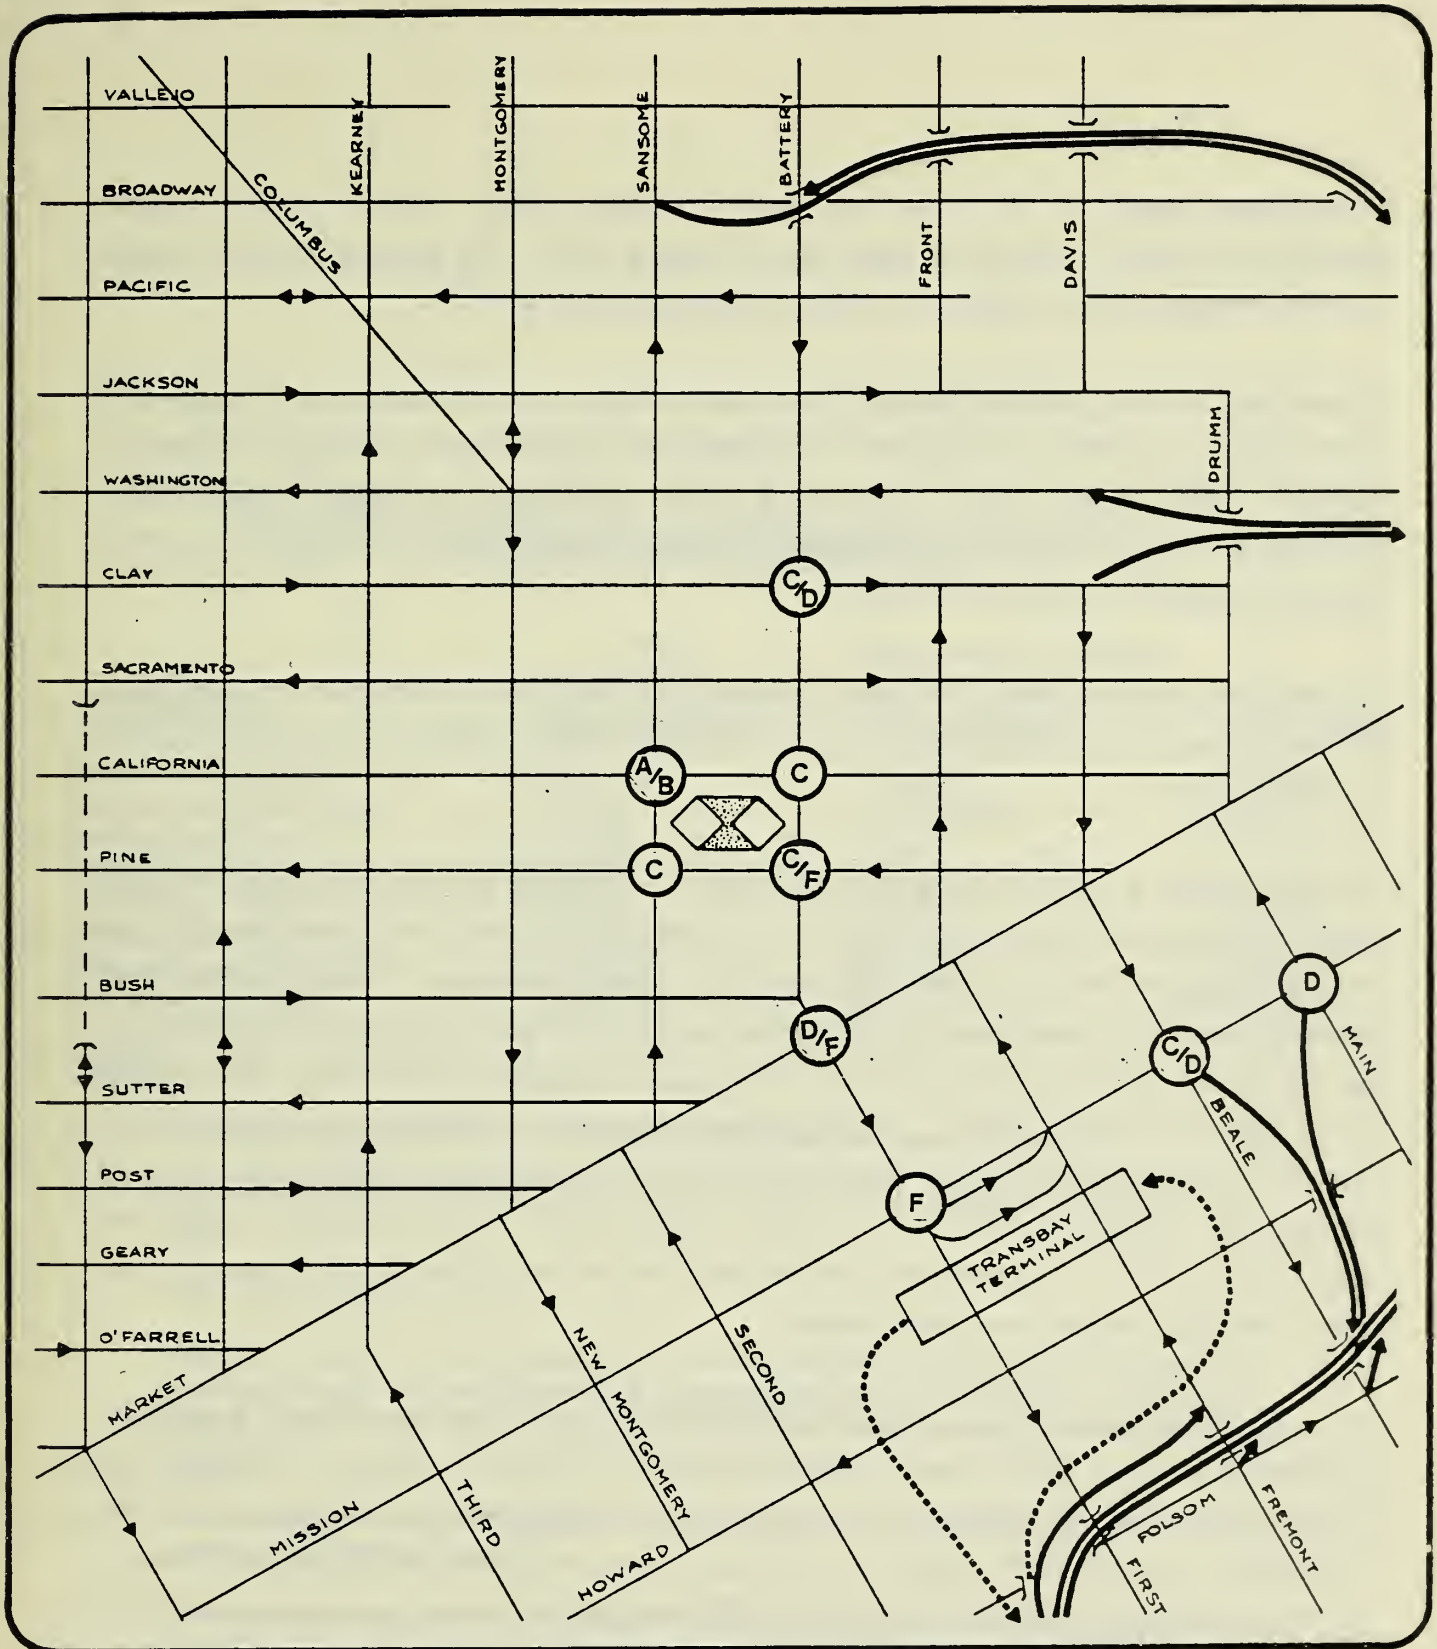 VALLEJO
KEARNEY
MONTGOMERY
SANSOME
BATTERY
BROADWAY
COLUMBUS
FRONT
DAVIS
PACIFIC
JACKSON
DRUMM
WASHINGTON
CLAY
C/D
SACRAMENTO
CALIFORNIA
A/B
C
PINE
C
C/F
BUSH
D/F
D
C/D
MAIN
SUTTER
BEALE
POST
F
TRANSBAY
TERMINAL
GEARY
O'FARRELL
MARKET
NEW MONTGOMERY
SECOND
MISSION
THIRD
HOWARD
FOLSOM
FREMONT
FIRST